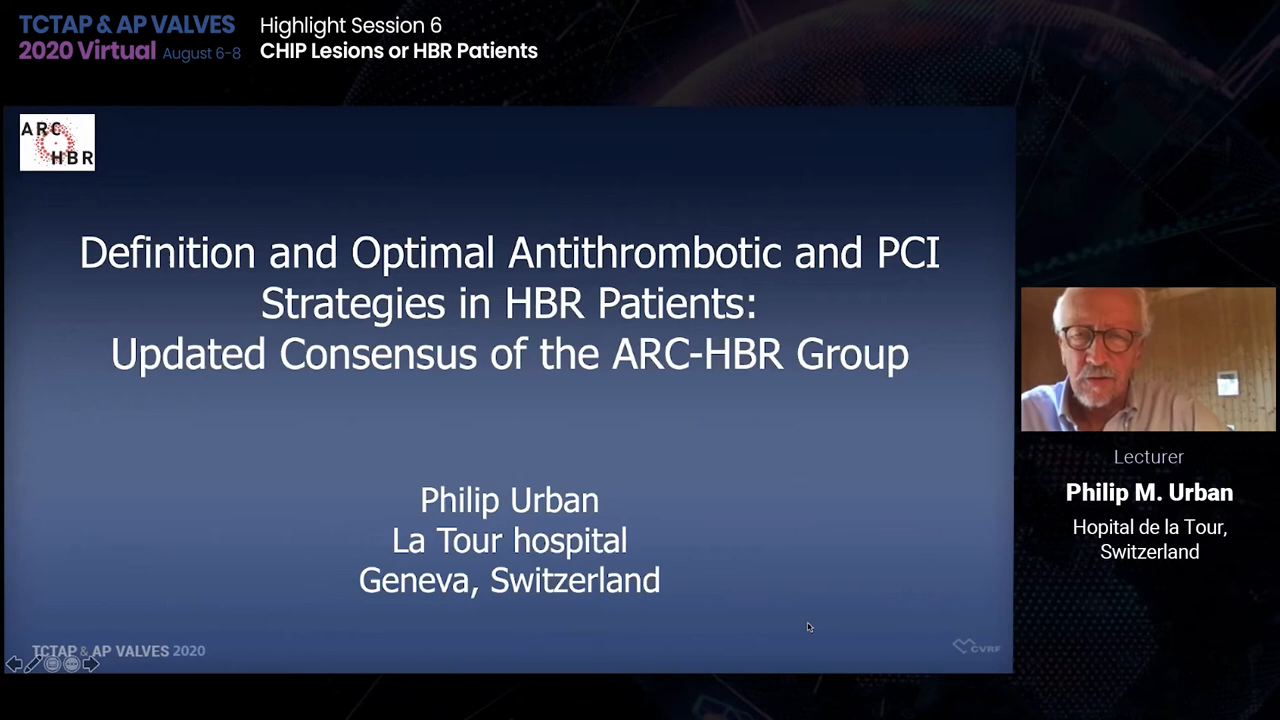 TCTAP & AP VALVES
2020 Virtual August 6-8
Highlight Session 6
CHIP Lesions or HBR Patients
ARC
HBR
Definition and Optimal Antithrombotic and PCI
Strategies in HBR Patients:
Updated Consensus of the ARC-HBR Group
Philip Urban
La Tour hospital
Geneva, Switzerland
TCTAP & AP VALVES 2020
CVRF
Lecturer
Philip M. Urban
Hopital de la Tour,
Switzerland